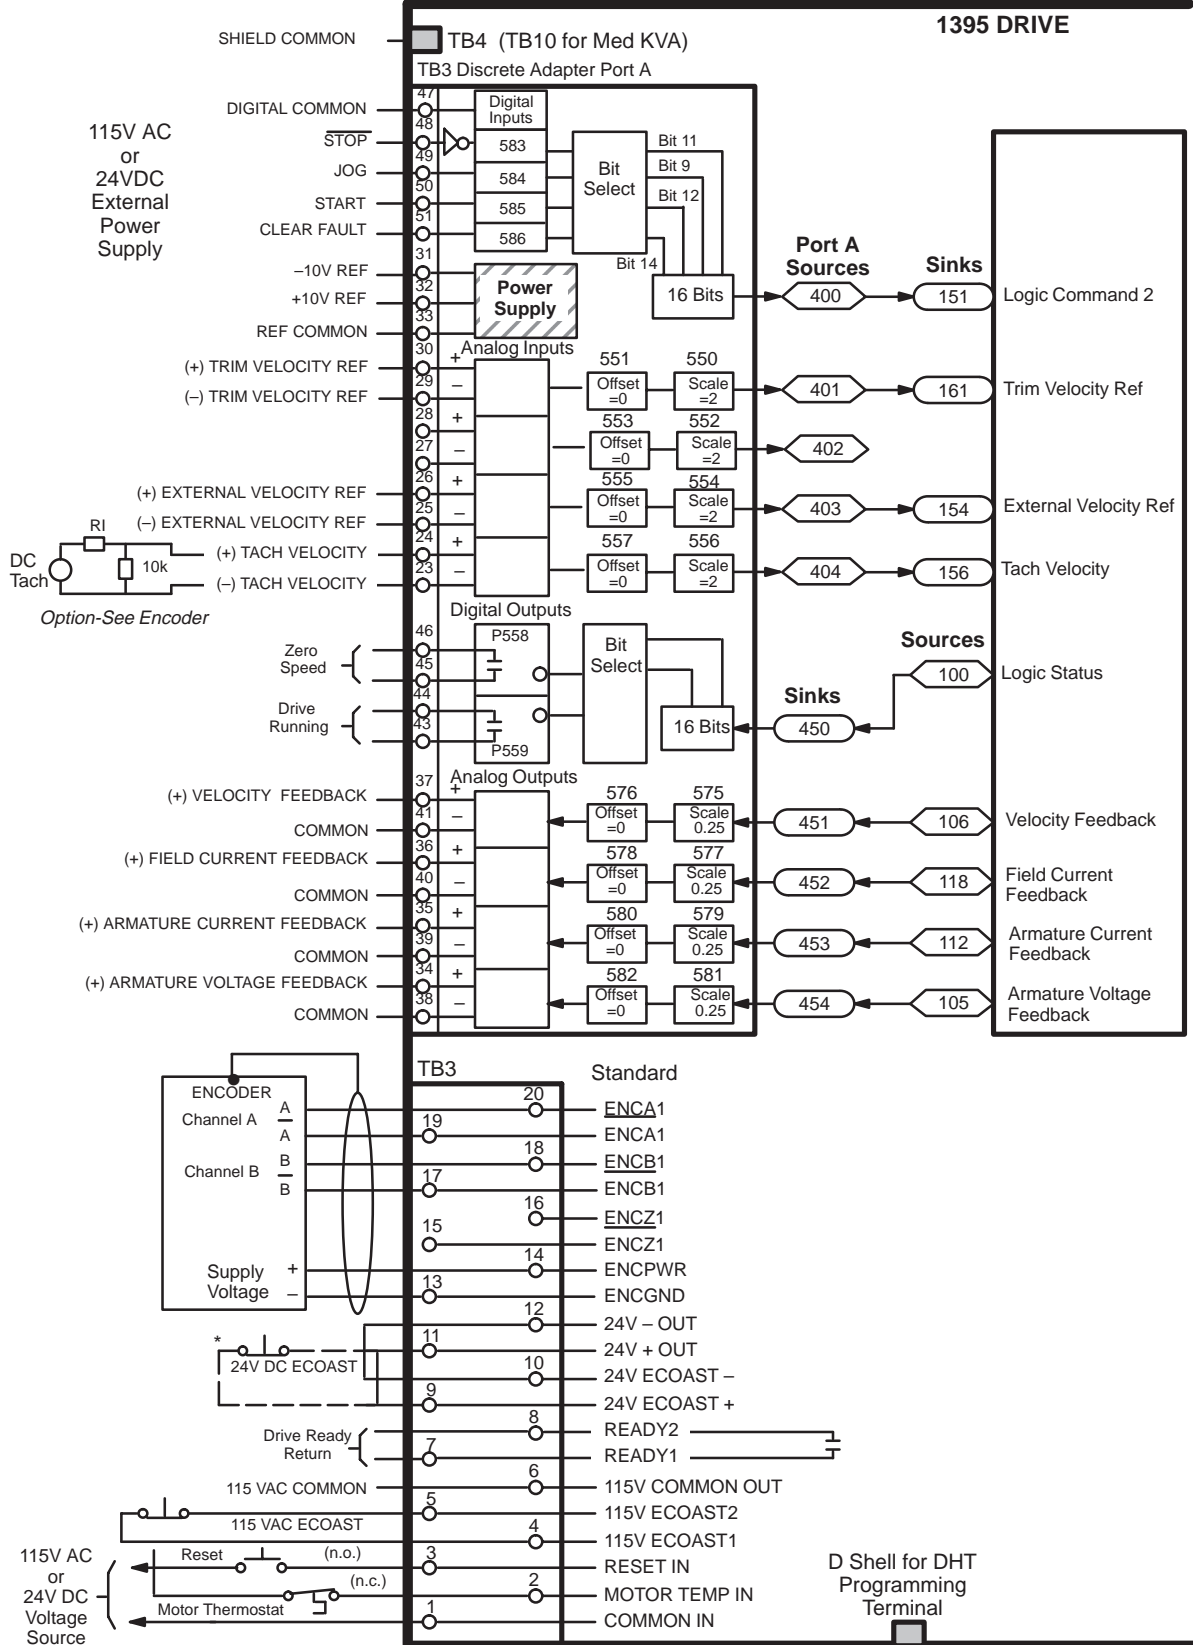 1395 DRIVE
SHIELD COMMON
TB4 (TB10 for Med KVA)
TB3 Discrete Adapter Port A
115V AC
or
24VDC
External
Power
Supply
DIGITAL COMMON
47
STOP
48
JOG
49
START
50
CLEAR FAULT
51
Digital
Inputs
583
584
585
586
Bit
Select
Bit 11
Bit 9
Bit 12
Bit 14
16 Bits
Port A
Sources
Sinks
400
151
Logic Command 2
–10V REF
31
+10V REF
32
REF COMMON
33
Power
Supply
Analog Inputs
(+) TRIM VELOCITY REF
30
+
(–) TRIM VELOCITY REF
29
–
551
Offset
=0
550
Scale
=2
401
161
Trim Velocity Ref
28
+
27
–
553
Offset
=0
552
Scale
=2
402
(+) EXTERNAL VELOCITY REF
26
+
(–) EXTERNAL VELOCITY REF
25
–
555
Offset
=0
554
Scale
=2
403
154
External Velocity Ref
DC
Tach
RI
10k
(+) TACH VELOCITY
24
+
(–) TACH VELOCITY
23
–
557
Offset
=0
556
Scale
=2
404
156
Tach Velocity
Option-See Encoder
Digital Outputs
Zero
Speed
46
45
P558
Drive
Running
44
43
P559
Bit
Select
16 Bits
Sinks
450
Sources
100
Logic Status
Analog Outputs
(+) VELOCITY FEEDBACK
37
+
COMMON
41
–
576
Offset
=0
575
Scale
0.25
451
106
Velocity Feedback
(+) FIELD CURRENT FEEDBACK
36
+
COMMON
40
–
578
Offset
=0
577
Scale
0.25
452
118
Field Current
Feedback
(+) ARMATURE CURRENT FEEDBACK
35
+
COMMON
39
–
580
Offset
=0
579
Scale
0.25
453
112
Armature Current
Feedback
(+) ARMATURE VOLTAGE FEEDBACK
34
+
COMMON
38
–
582
Offset
=0
581
Scale
0.25
454
105
Armature Voltage
Feedback
TB3
Standard
ENCODER
Channel A
A
A
Channel B
B
B
Supply
Voltage
+
–
20
ENCA1
19
ENCA1
18
ENCB1
17
ENCB1
16
ENCZ1
15
ENCZ1
14
ENCPWR
13
ENCGND
12
24V – OUT
11
24V + OUT
*
24V DC ECOAST
10
24V ECOAST –
9
24V ECOAST +
Drive Ready
Return
8
READY2
7
READY1
115 VAC COMMON
6
115V COMMON OUT
5
115V ECOAST2
115 VAC ECOAST
4
115V ECOAST1
115V AC
or
24V DC
Voltage
Source
Reset
(n.o.)
3
RESET IN
(n.c.)
2
MOTOR TEMP IN
Motor Thermostat
1
COMMON IN
D Shell for DHT
Programming
Terminal